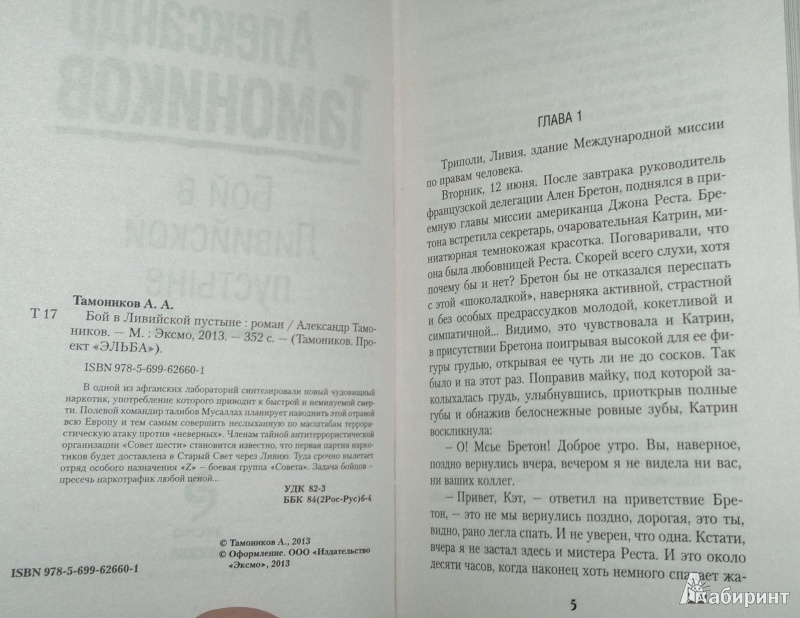 Александр
Тамоников
Бой
в Ливийской
пустыне
Тамоников А. А.
Т 17
Бой в Ливийской пустыне : роман / Александр Тамо-
ников. — М. : Эксмо, 2013. — 352 с. — (Тамоников. Про-
ект «ЭЛЬБА»).
ISBN 978-5-699-62660-1
В одной из афганских лабораторий синтезировали новый чудовищный
наркотик, употребление которого приводит к быстрой и неминуемой смер-
ти. Полевой командир талибов Мусаллах планирует наводнить этой отравой
всю Европу и тем самым совершить неслыханную по масштабам террори-
стическую атаку против «неверных». Членам тайной антитеррористической
организации «Совет шести» становится известно, что первая партия нарко-
тиков будет доставлена в Старый Свет через Ливию. Туда срочно вылетает
отряд особого назначения «Z» – боевая группа «Совета». Задача бойцов –
пресечь наркотрафик любой ценой...
УДК 82-3
ББК 84(2Рос-Рус)6-4
© Тамоников А., 2013
© Оформление. ООО «Издательство
«Эксмо», 2013
ISBN 978-5-699-62660-1
ГЛАВА 1
Триполи, Ливия, здание Международной миссии
по правам человека.
Вторник, 12 июня. После завтрака руководитель
французской делегации Ален Бретон, поднялся в при-
емную главы миссии американца Джона Реста. Бре-
тона встретила секретарь, очаровательная Катрин, ми-
ниатюрная темнокожая красотка. Поговаривали, что
она была любовницей Реста. Скорей всего слухи, хотя
почему бы и нет? Бретон бы не отказался переспать
с этой «шоколадкой», наверняка активной, страстной
и без особых предрассудков молодой, кокетливой и
симпатичной... Видимо, это чувствовала и Катрин,
в присутствии Бретона поигрывая высокой для ее фи-
гуры грудью, открывая ее чуть ли не до сосков. Так
было и на этот раз. Поправив майку, под которой за-
колыхалась грудь, улыбнувшись, приоткрыв полные
губы и обнажив белоснежные ровные зубы, Катрин
воскликнула:
– О! Мсье Бретон! Доброе утро. Вы, наверное,
поздно вернулись вчера, вечером я не видела ни вас,
ни ваших коллег.
– Привет, Кэт, – ответил на приветствие Бре-
тон, – это не мы вернулись поздно, дорогая, это ты,
видно, рано легла спать. И не уверен, что одна. Кстати,
вчера я не застал здесь и мистера Реста. И это около
десяти часов, когда наконец хоть немного спадает жа-
5
Лабиринт